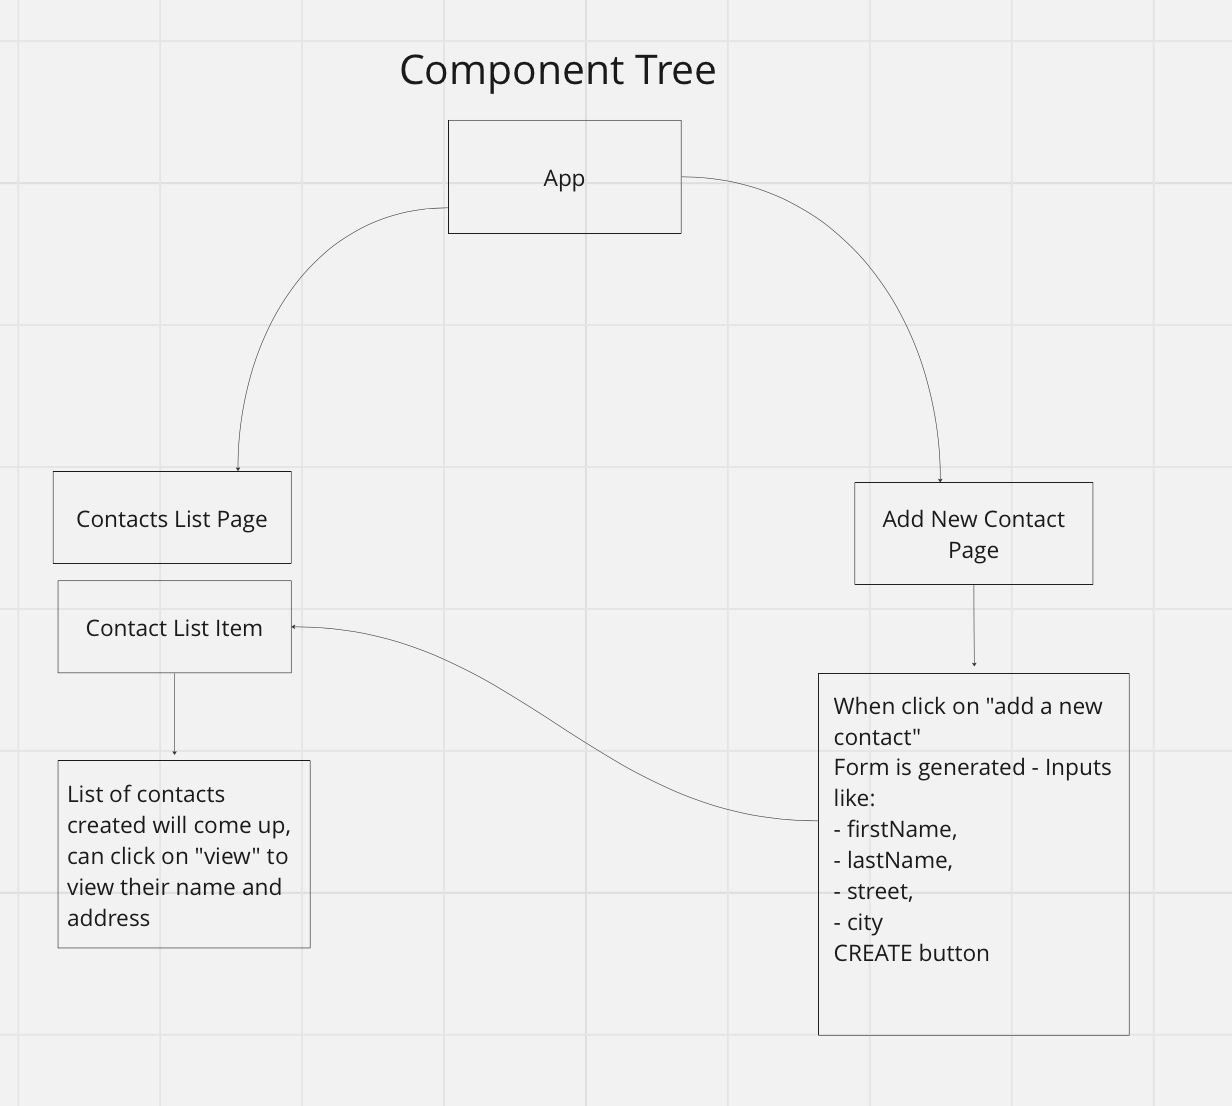 Component Tree
App
Contacts List Page
Add New Contact
Page
Contact List Item
When click on "add a new
contact"
Form is generated - Inputs
like:
- firstName,
- lastName,
- street,
- city
CREATE button
List of contacts
created will come up,
can click on "view" to
view their name and
address